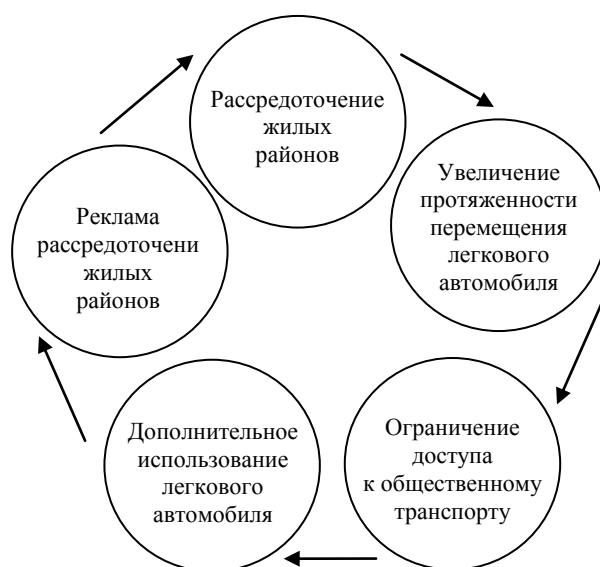 Рассредоточение
жилых
районов
Увеличение
протяженности
перемещения
легкового
автомобиля
Ограничение
доступа
к общественному
транспорту
Дополнительное
использование
легкового
автомобиля
Реклама
рассредоточени
жилых
районов